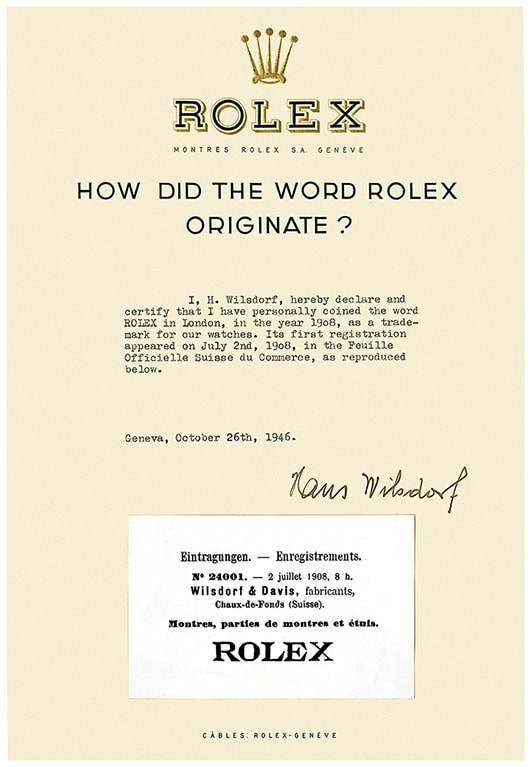 ROLEX
MONTRES ROLEX S.A. GENÈVE
HOW DID THE WORD ROLEX
ORIGINATE ?
I, H. Wilsdorf, hereby declare and
certify that I have personally coined the word
ROLEX in London, in the year 1908, as a trade-
mark for our watches. Its first registration
appeared on July 2nd, 1908, in the Feuille
Officielle Suisse du Commerce, as reproduced
below.
Geneva, October 26th, 1946.
Hans Wilsdorf
Eintragungen. — Enregistrements.
Nº 24001. — 2 juillet 1908, 8 h.
Wilsdorf & Davis, fabricants,
Chaux-de-Fonds (Suisse).
Montres, parties de montres et étuis.
ROLEX
CÂBLES: ROLEX-GENÈVE